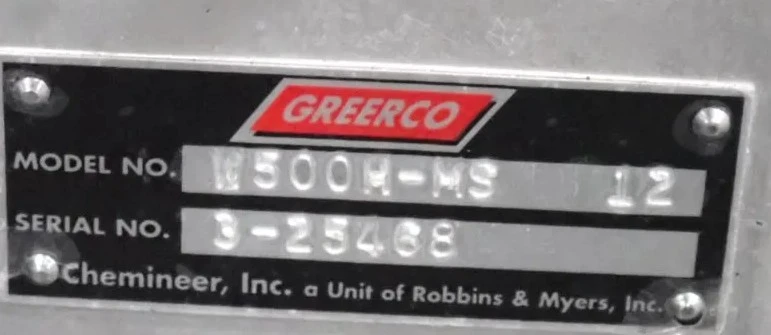 GREERCO
MODEL NO. W500H-MS 12
SERIAL NO. 3-25468
Chemineer, Inc. a Unit of Robbins & Myers, Inc.